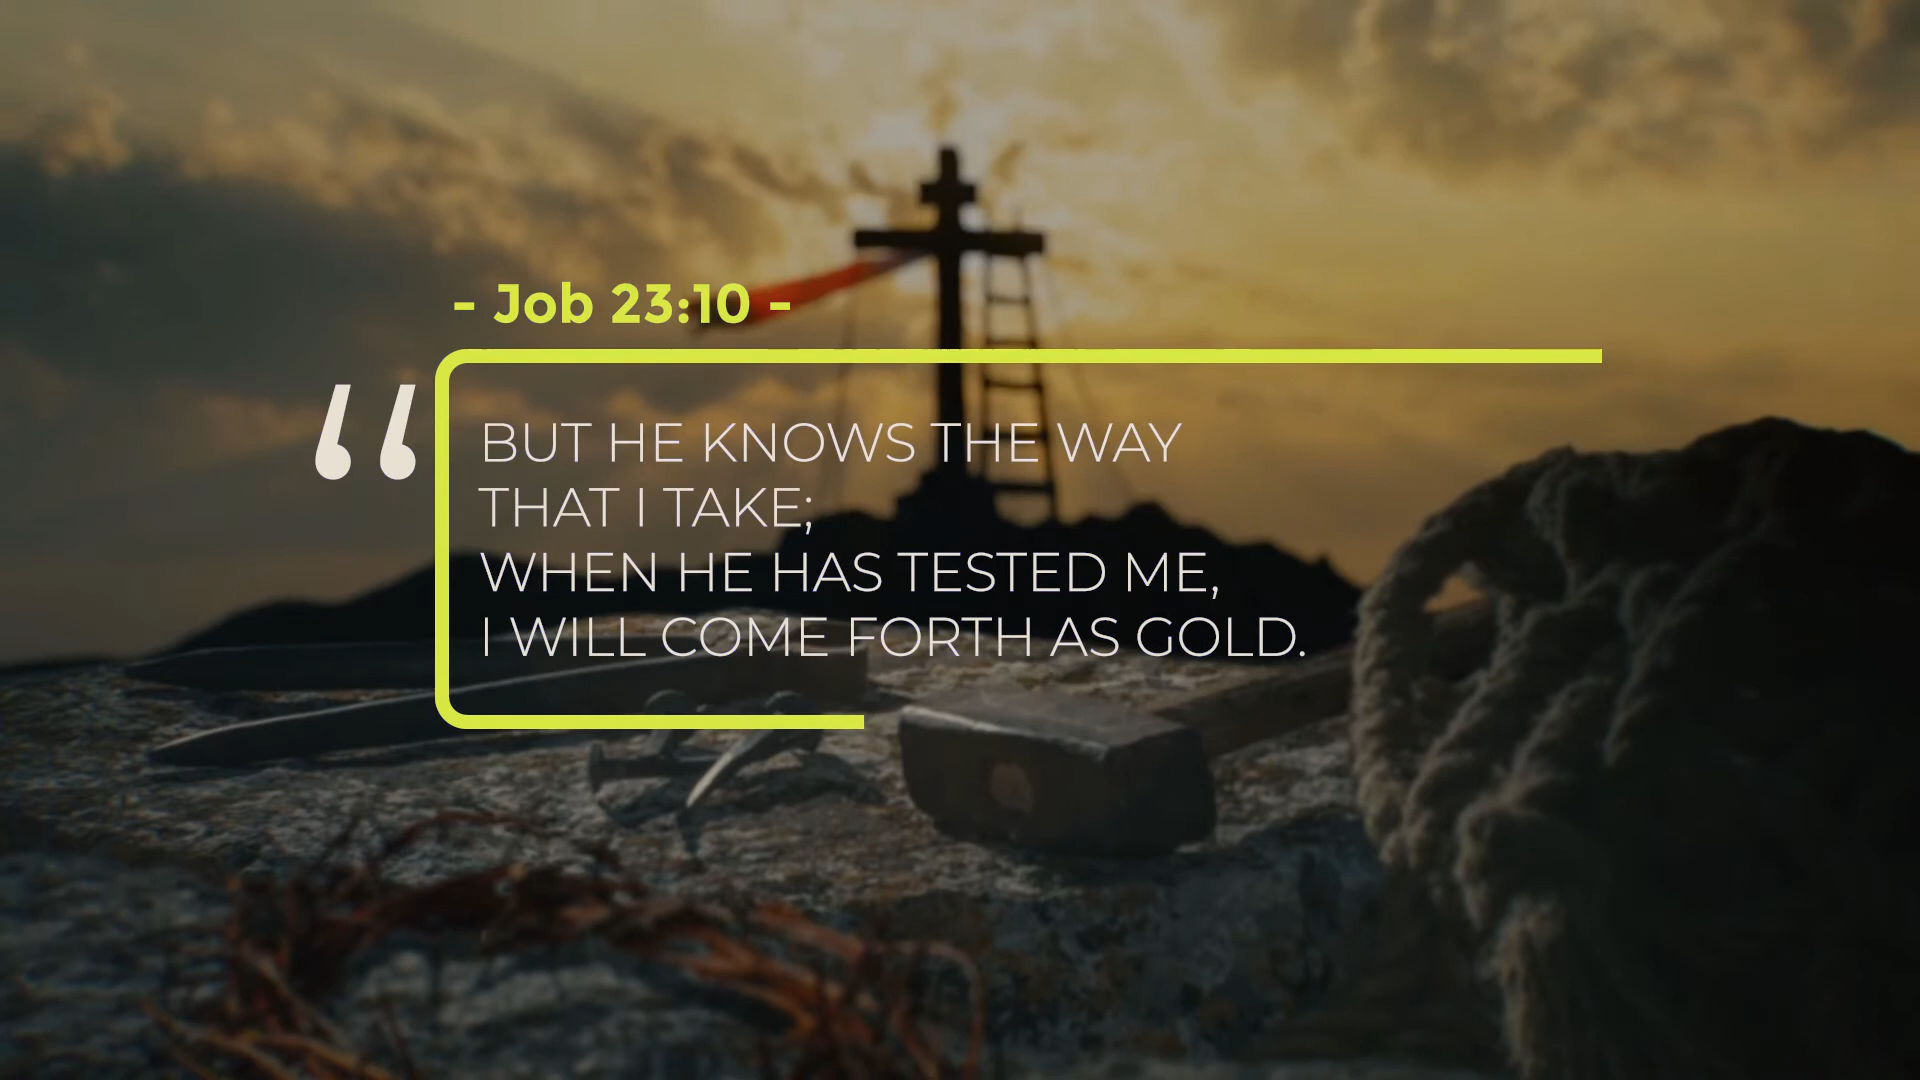 - Job 23:10 -
“
BUT HE KNOWS THE WAY
THAT I TAKE;
WHEN HE HAS TESTED ME,
I WILL COME FORTH AS GOLD.